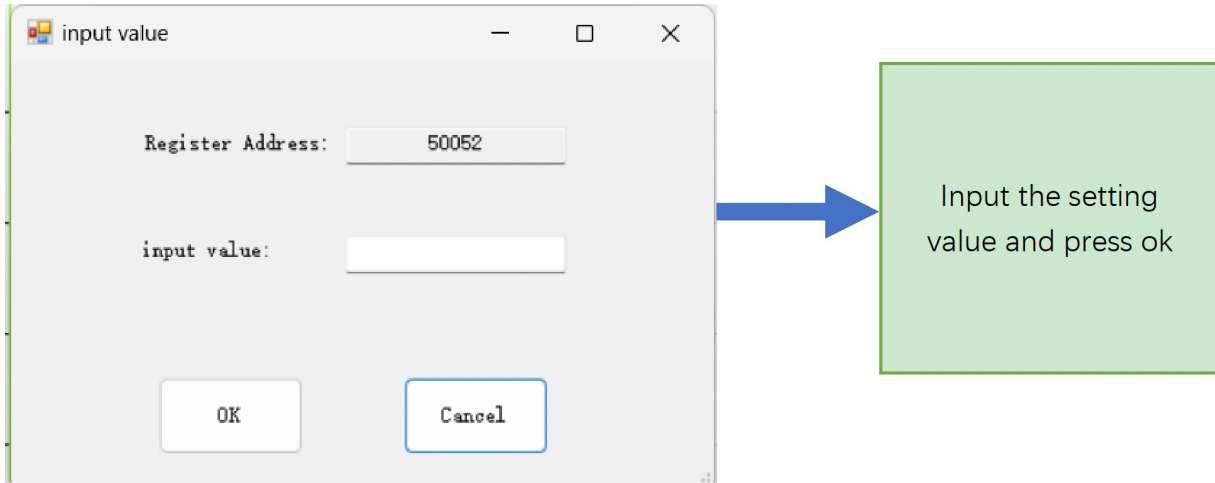 input value
Register Address:
50052
input value:
OK
Cancel
Input the setting
value and press ok